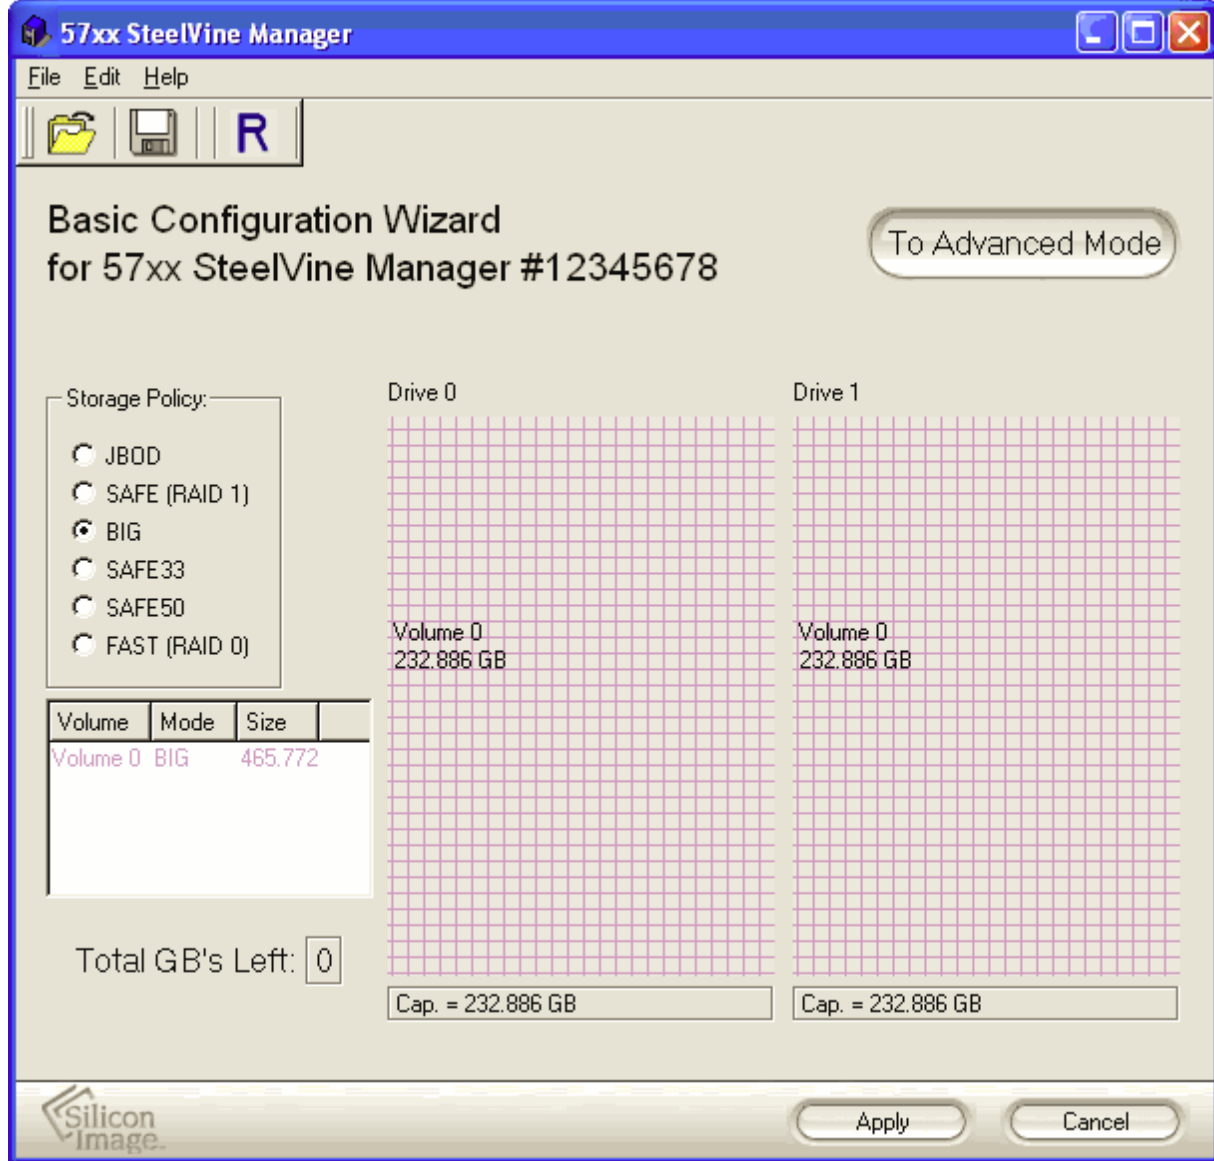 57xx SteelVine Manager
File Edit Help
R
Basic Configuration Wizard
for 57xx SteelVine Manager #12345678
To Advanced Mode
Storage Policy:
JBOD
SAFE (RAID 1)
BIG
SAFE33
SAFE50
FAST (RAID 0)
Volume Mode Size
Volume 0 BIG 465.772
Total GB's Left: 0
Drive 0
Volume 0
232.886 GB
Cap. = 232.886 GB
Drive 1
Volume 0
232.886 GB
Cap. = 232.886 GB
Silicon
Image
Apply
Cancel